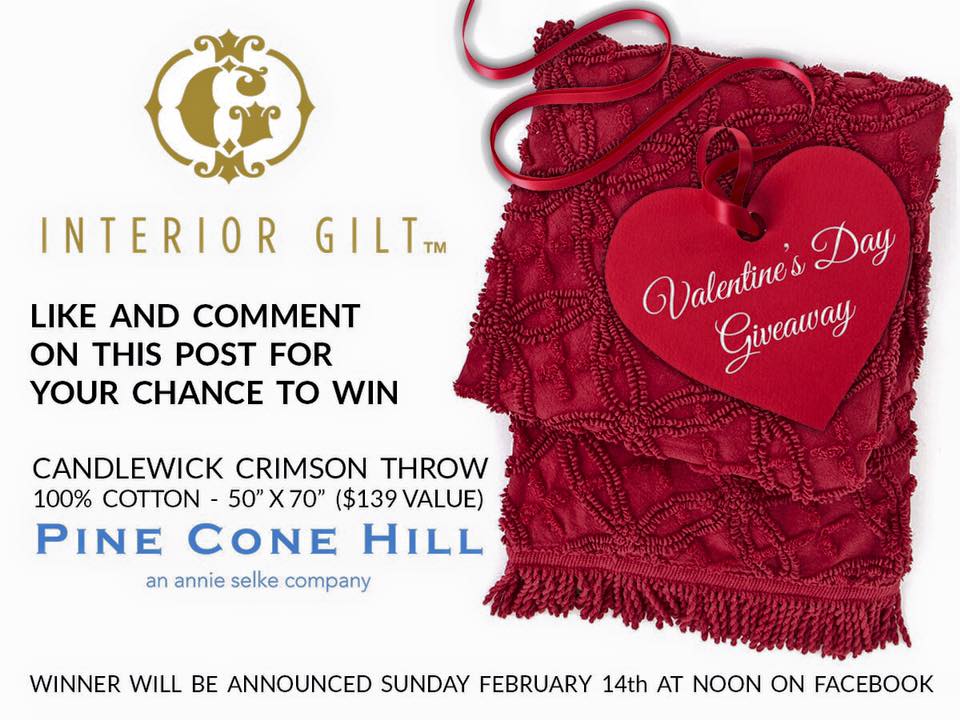 INTERIOR GILT™
LIKE AND COMMENT
ON THIS POST FOR
YOUR CHANCE TO WIN
CANDLEWICK CRIMSON THROW
100% COTTON - 50” X 70” ($139 VALUE)
PINE CONE HILL
an annie selke company
Valentine's Day
Giveaway
WINNER WILL BE ANNOUNCED SUNDAY FEBRUARY 14th AT NOON ON FACEBOOK